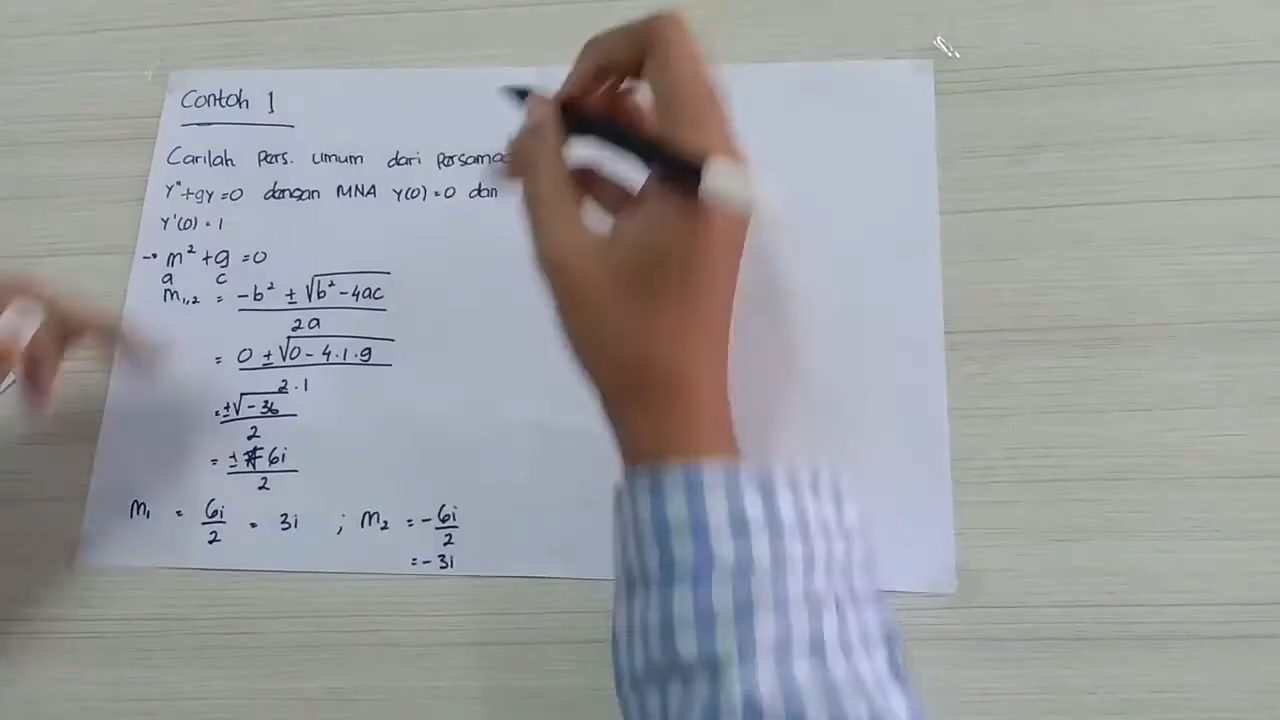 Contoh 1
Carilah Pers. umum dari persamaa
y"+9y=0 dengan MNA y(0)=0 dan
y'(0) = 1
→ m² + 9 = 0
a c
m₁,₂ = -b² ± √b² - 4ac
2a
= 0 ± √0 - 4.1.9
2.1
= ±√-36
2
= ± 6i
2
m₁ = 6i = 3i ; m₂ = -6i
2 2
= -3i